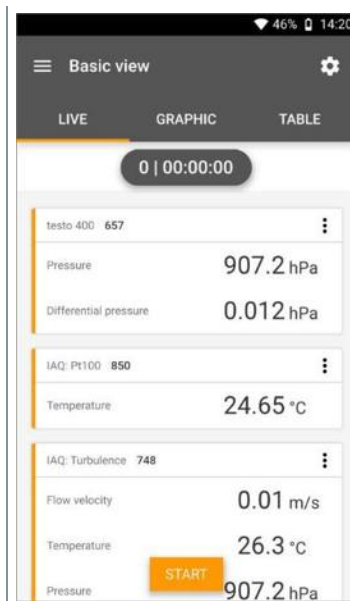 46% 14:20
Basic view
LIVE GRAPHIC TABLE
0 | 00:00:00
testo 400 657
Pressure 907.2 hPa
Differential pressure 0.012 hPa
IAQ: Pt100 850
Temperature 24.65 °C
IAQ: Turbulence 748
Flow velocity 0.01 m/s
Temperature 26.3 °C
START
Pressure 907.2 hPa